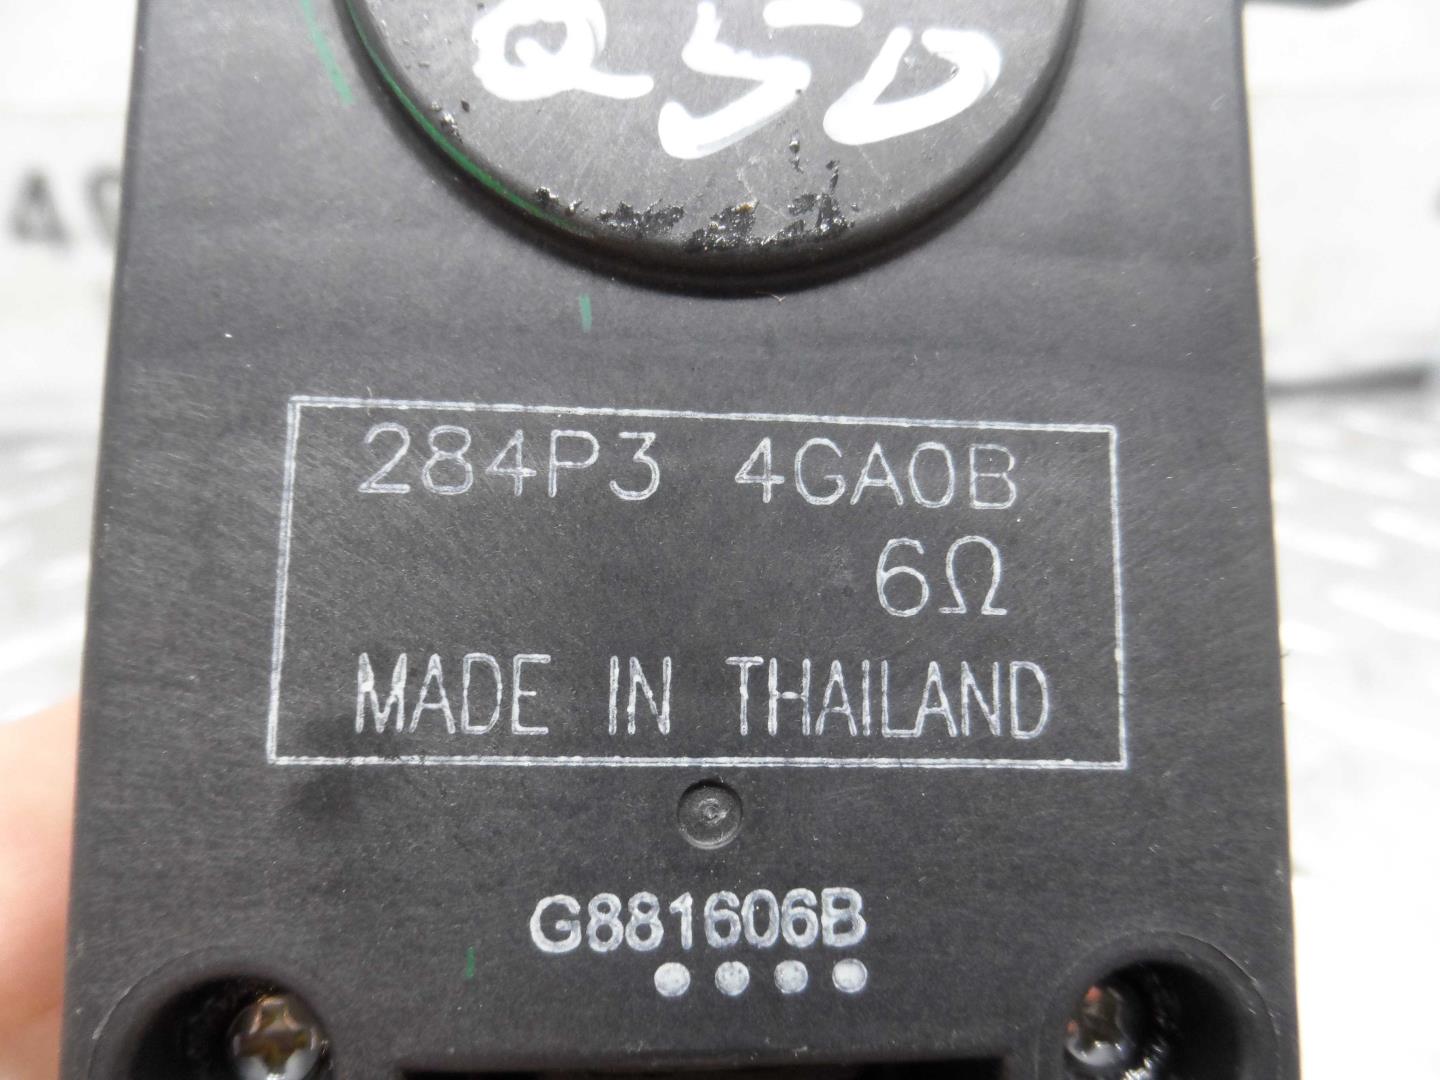 Q50
284P3 4GA0B
6Ω
MADE IN THAILAND
G881606B